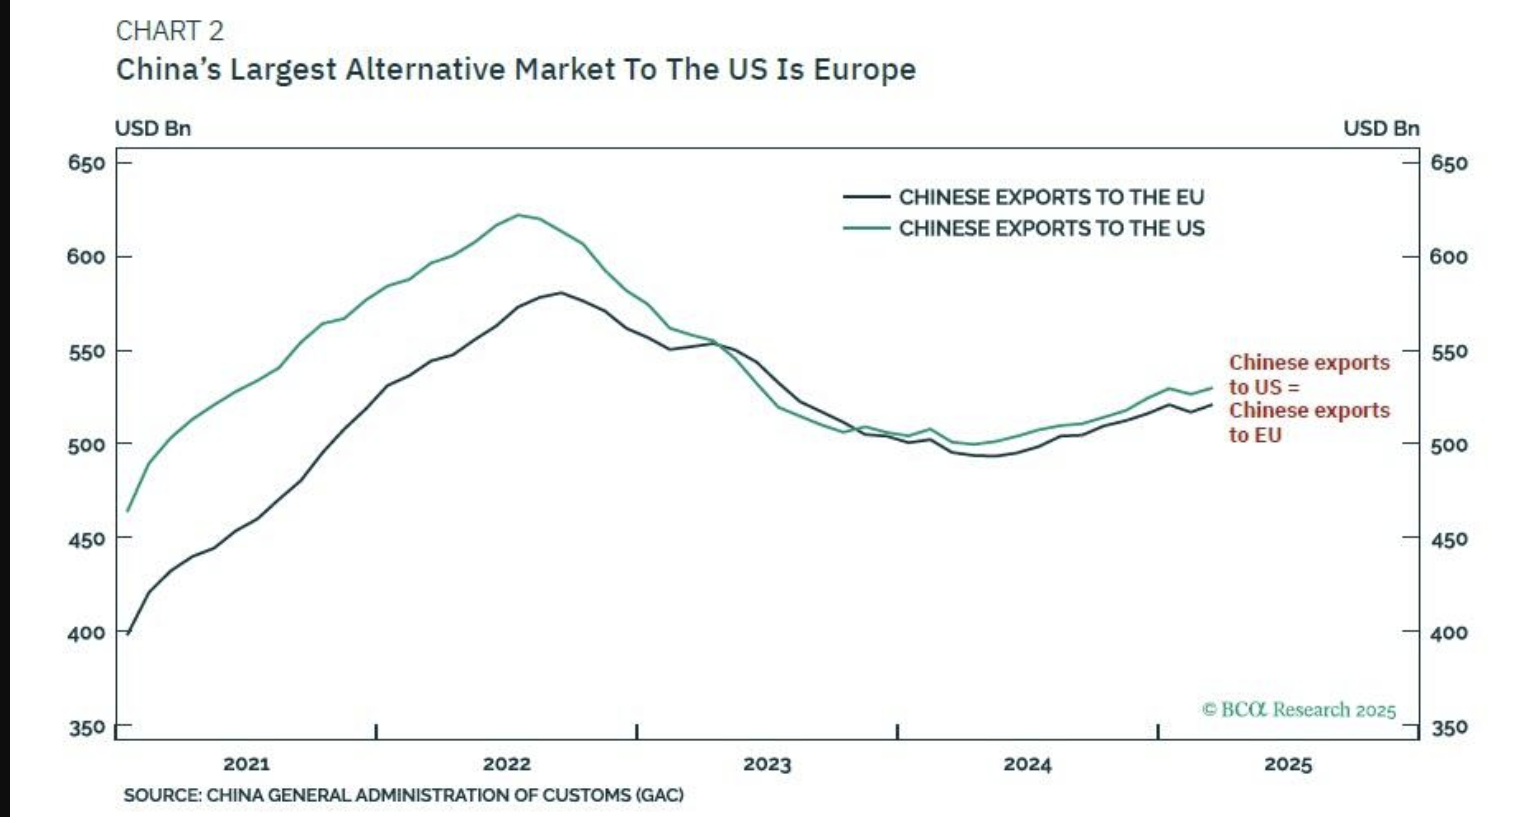 CHART 2
China's Largest Alternative Market To The US Is Europe
USD Bn
USD Bn
650
650
CHINESE EXPORTS TO THE EU
CHINESE EXPORTS TO THE US
600
600
550
550
Chinese exports
to US =
Chinese exports
to EU
500
500
450
450
400
400
© BCα Research 2025
350
350
2021
2022
2023
2024
2025
SOURCE: CHINA GENERAL ADMINISTRATION OF CUSTOMS (GAC)